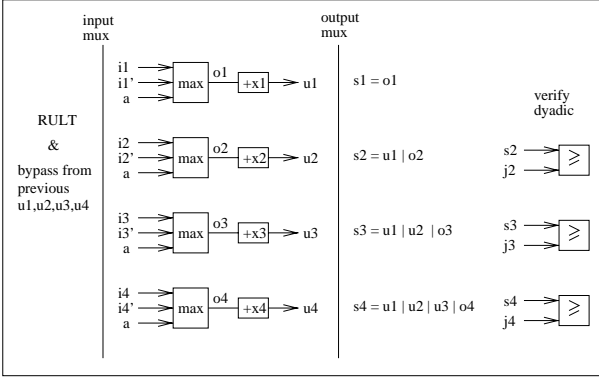 input
mux
output
mux
RULT
&
bypass from
previous
u1,u2,u3,u4
i1
i1'
a
max
o1
+x1
u1
s1 = o1
verify
dyadic
i2
i2'
a
max
o2
+x2
u2
s2 = u1 | o2
s2
j2
≥
i3
i3'
a
max
o3
+x3
u3
s3 = u1 | u2 | o3
s3
j3
≥
i4
i4'
a
max
o4
+x4
u4
s4 = u1 | u2 | u3 | o4
s4
j4
≥